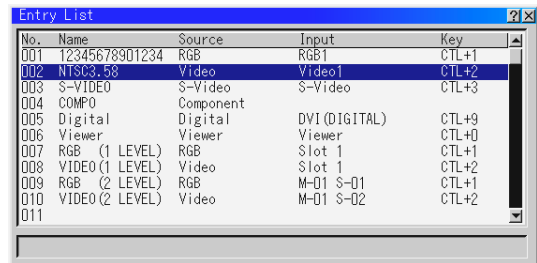 Entry List
No. Name Source Input Key
001 12345678901234 RGB RGB1 CTL+1
002 NTSC3.58 Video Video1 CTL+2
003 S-VIDEO S-Video S-Video CTL+3
004 COMPO Component
005 Digital Digital DVI(DIGITAL) CTL+9
006 Viewer Viewer Viewer CTL+0
007 RGB (1 LEVEL) RGB Slot 1 CTL+1
008 VIDEO(1 LEVEL) Video Slot 1 CTL+2
009 RGB (2 LEVEL) RGB M-01 S-01 CTL+1
010 VIDEO(2 LEVEL) Video M-01 S-02 CTL+2
011